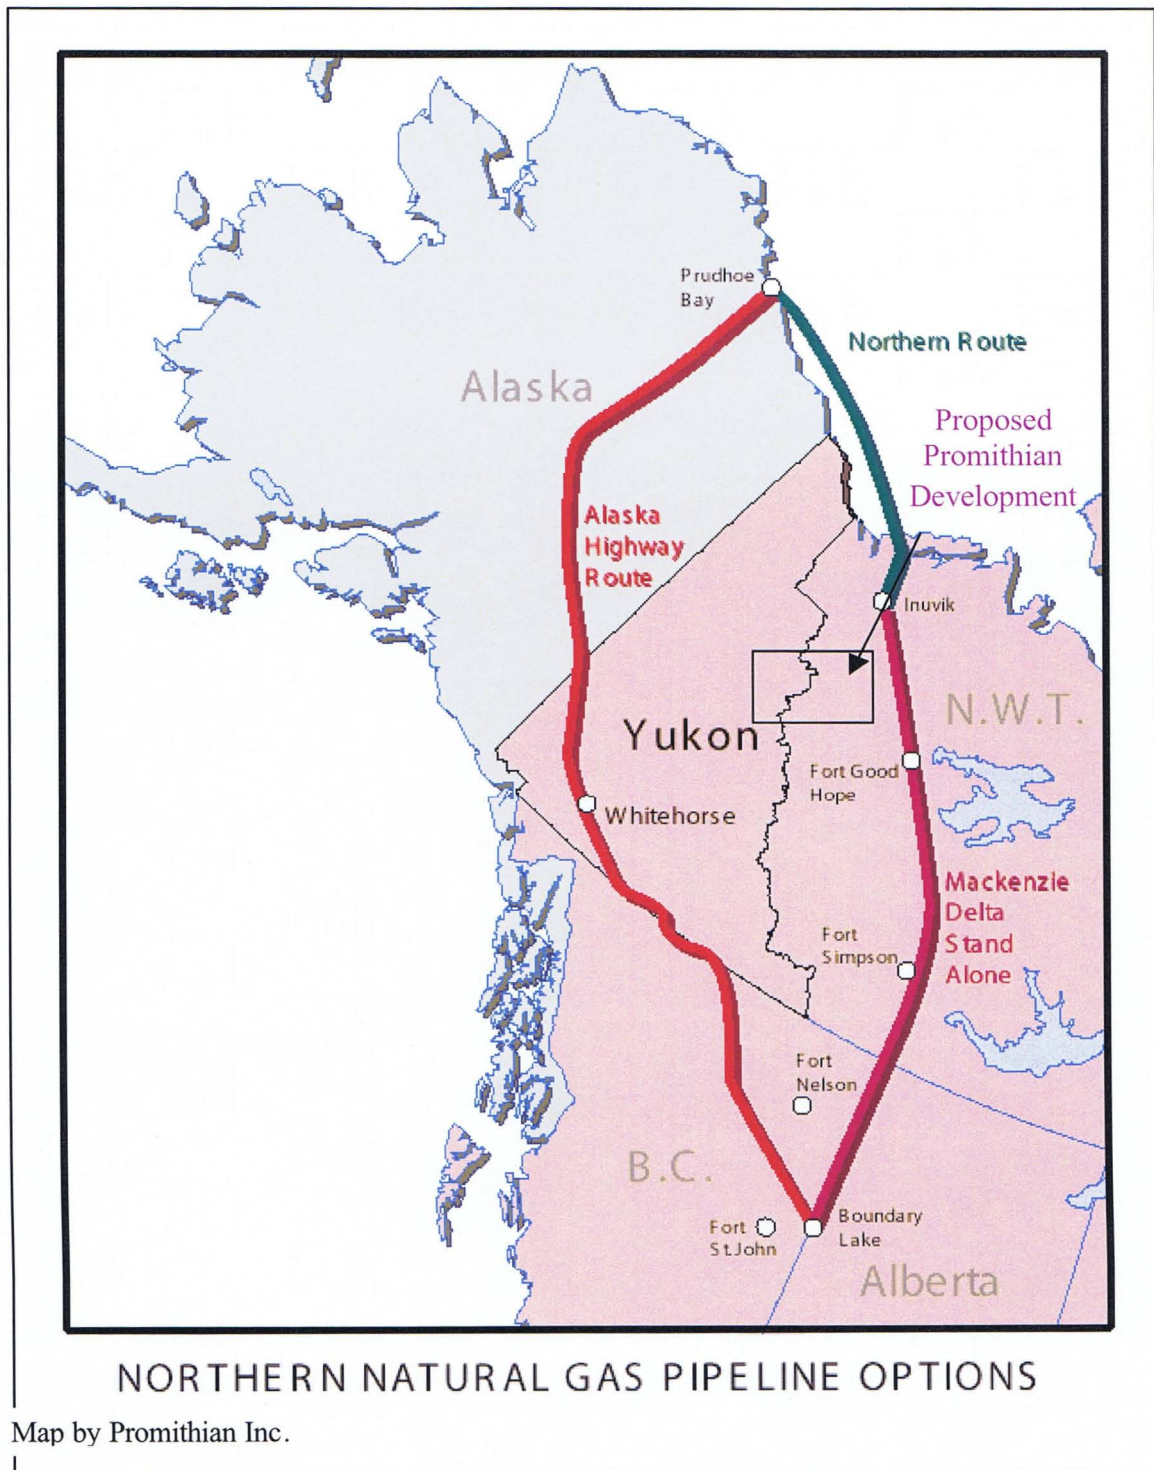 Prudhoe
Bay
Northern Route
Alaska
Proposed
Promithian
Development
Alaska
Highway
Route
Inuvik
N.W.T.
Yukon
Fort Good
Hope
Whitehorse
Mackenzie
Delta
Stand
Alone
Fort
Simpson
Fort
Nelson
B.C.
Boundary
Lake
Fort
St.John
Alberta
NORTHERN NATURAL GAS PIPELINE OPTIONS
Map by Promithian Inc.